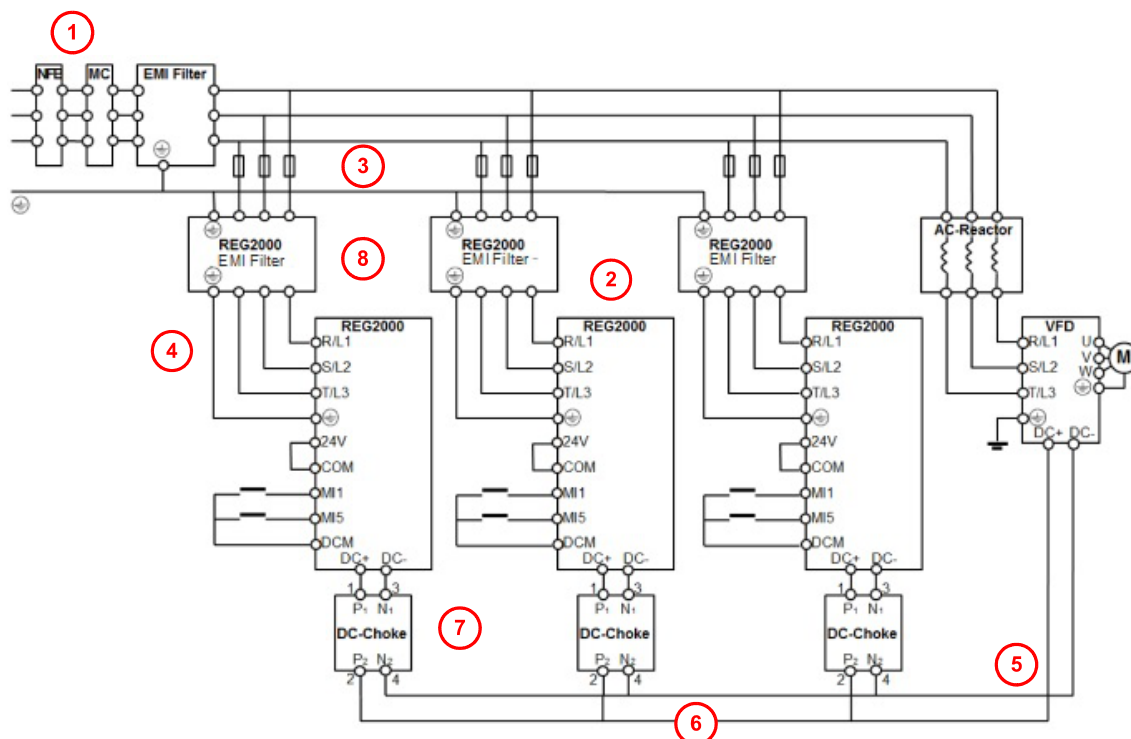 1
NFB MC EMI Filter
3
REG2000
EMI Filter
8
REG2000
EMI Filter -
REG2000
EMI Filter
AC-Reactor
2
4
REG2000
R/L1
S/L2
T/L3
24V
COM
MI1
MI5
DCM
DC+ DC-
REG2000
R/L1
S/L2
T/L3
24V
COM
MI1
MI5
DCM
DC+ DC-
REG2000
R/L1
S/L2
T/L3
24V
COM
MI1
MI5
DCM
DC+ DC-
VFD
R/L1 U
V
S/L2 W
T/L3
M
DC+ DC-
1 3
P1 N1
DC-Choke
P2 N2
2 4
7
1 3
P1 N1
DC-Choke
P2 N2
2 4
1 3
P1 N1
DC-Choke
P2 N2
2 4
5
6